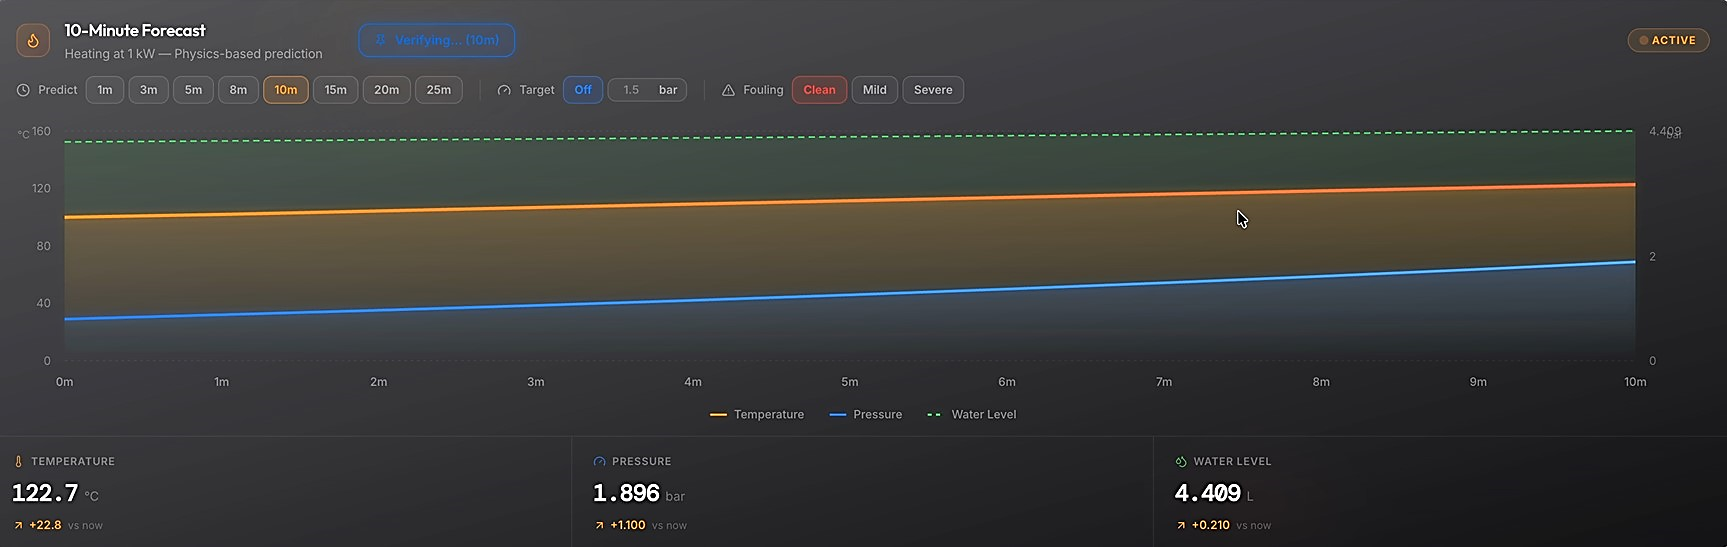 10-Minute Forecast
Heating at 1 kW — Physics-based prediction
Verifying... (10m)
ACTIVE
Predict 1m 3m 5m 8m 10m 15m 20m 25m Target Off 1.5 bar Fouling Clean Mild Severe
°C 160 4.409 bar
120
80 2
40
0 0
0m 1m 2m 3m 4m 5m 6m 7m 8m 9m 10m
Temperature Pressure Water Level
TEMPERATURE
122.7 °C
+22.8 vs now
PRESSURE
1.896 bar
+1.100 vs now
WATER LEVEL
4.409 L
+0.210 vs now